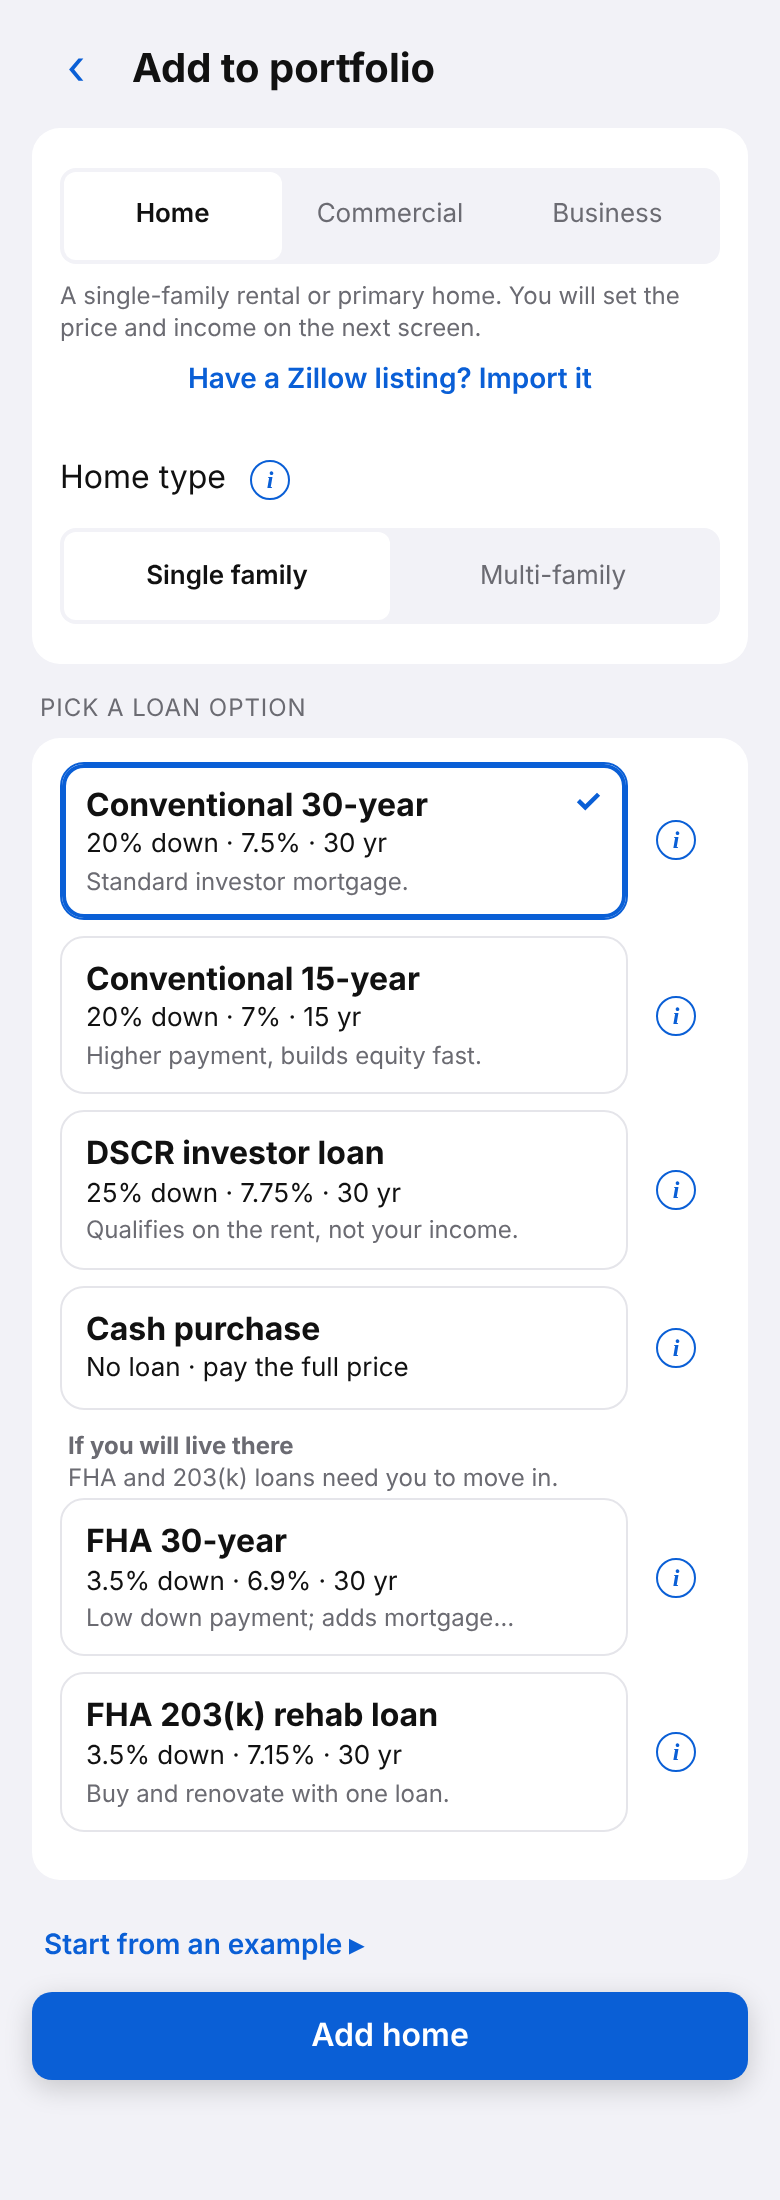 ‹ Add to portfolio
Home Commercial Business
A single-family rental or primary home. You will set the
price and income on the next screen.
Have a Zillow listing? Import it
Home type i
Single family Multi-family
PICK A LOAN OPTION
Conventional 30-year ✓
20% down · 7.5% · 30 yr
Standard investor mortgage.
i
Conventional 15-year
20% down · 7% · 15 yr
Higher payment, builds equity fast.
i
DSCR investor loan
25% down · 7.75% · 30 yr
Qualifies on the rent, not your income.
i
Cash purchase
No loan · pay the full price
i
If you will live there
FHA and 203(k) loans need you to move in.
FHA 30-year
3.5% down · 6.9% · 30 yr
Low down payment; adds mortgage...
i
FHA 203(k) rehab loan
3.5% down · 7.15% · 30 yr
Buy and renovate with one loan.
i
Start from an example ▸
Add home